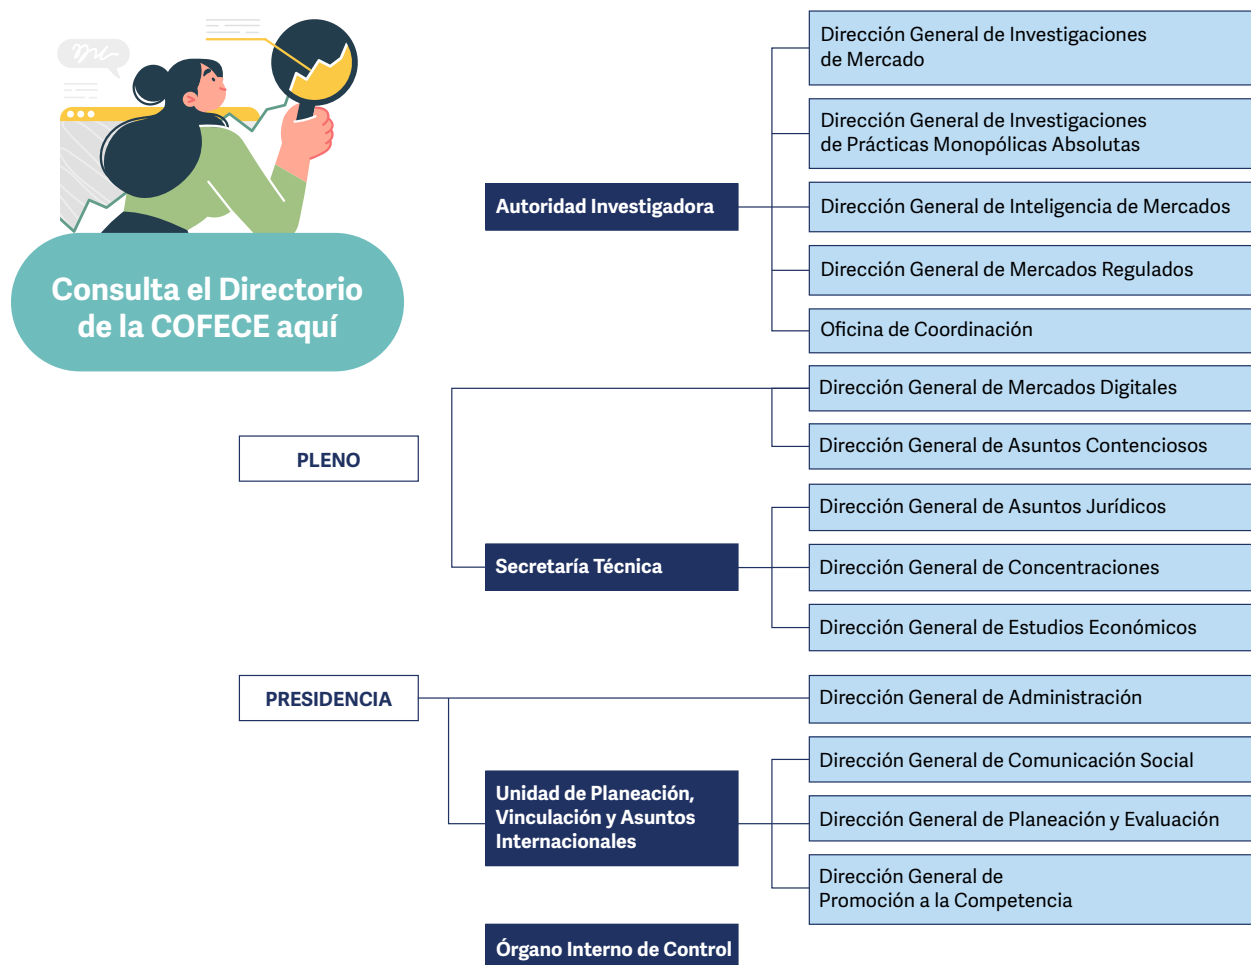 Consulta el Directorio
de la COFECE aquí
Dirección General de Investigaciones
de Mercado
Dirección General de Investigaciones
de Prácticas Monopólicas Absolutas
Autoridad Investigadora
Dirección General de Inteligencia de Mercados
Dirección General de Mercados Regulados
Oficina de Coordinación
Dirección General de Mercados Digitales
PLENO
Dirección General de Asuntos Contenciosos
Dirección General de Asuntos Jurídicos
Secretaría Técnica
Dirección General de Concentraciones
Dirección General de Estudios Económicos
PRESIDENCIA
Dirección General de Administración
Dirección General de Comunicación Social
Unidad de Planeación,
Vinculación y Asuntos
Internacionales
Dirección General de Planeación y Evaluación
Dirección General de
Promoción a la Competencia
Órgano Interno de Control